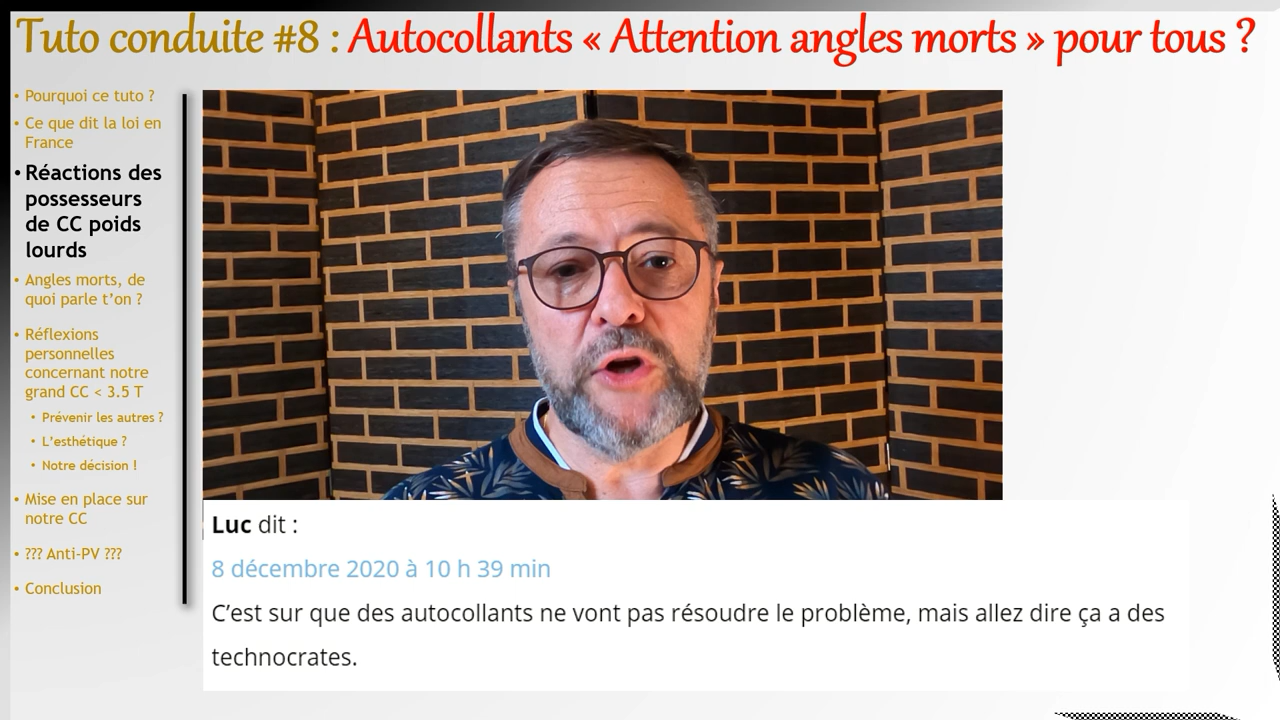 Tuto conduite #8 : Autocollants « Attention angles morts » pour tous ?
• Pourquoi ce tuto ?
• Ce que dit la loi en
France
• Réactions des
possesseurs
de CC poids
lourds
• Angles morts, de
quoi parle t’on ?
• Réflexions
personnelles
concernant notre
grand CC < 3.5 T
• Prévenir les autres ?
• L’esthétique ?
• Notre décision !
• Mise en place sur
notre CC
• ??? Anti-PV ???
• Conclusion
Luc dit :
8 décembre 2020 à 10 h 39 min
C’est sur que des autocollants ne vont pas résoudre le problème, mais allez dire ça a des
technocrates.